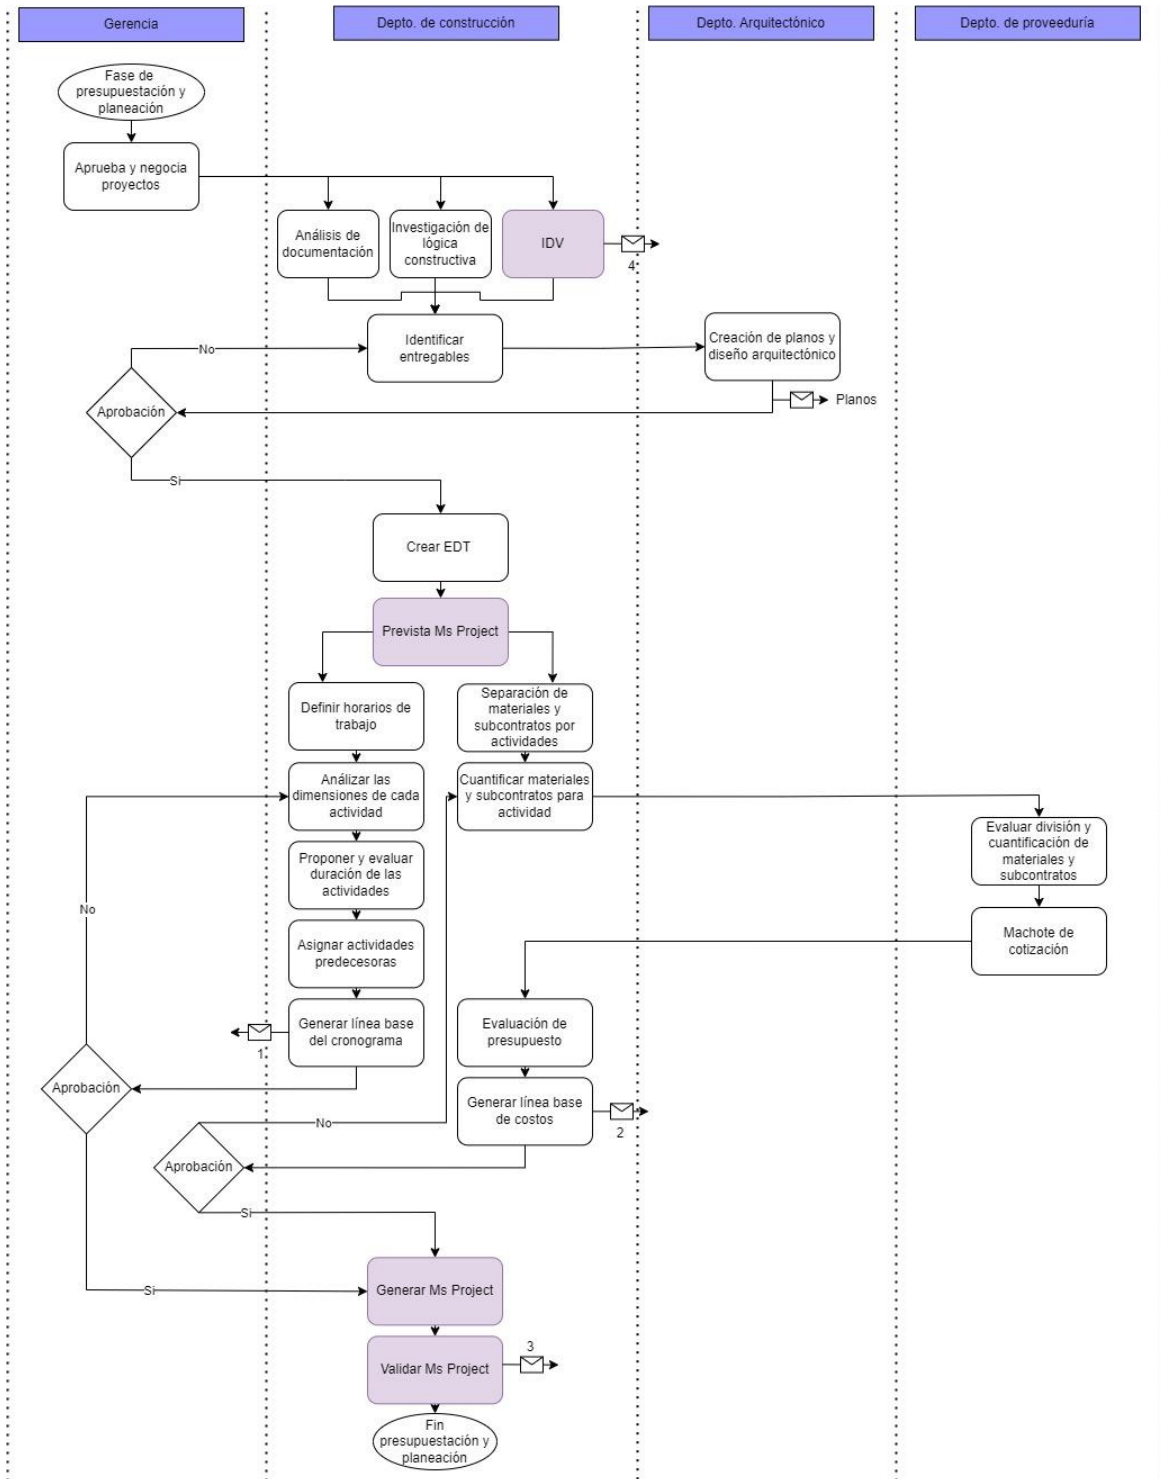 Gerencia
Depto. de construcción
Depto. Arquitectónico
Depto. de proveeduría
Fase de
presupuestación y
planeación
Aprueba y negocia
proyectos
Análisis de
documentación
Investigación de
lógica
constructiva
IDV
4
Identificar
entregables
Creación de planos y
diseño arquitectónico
No
Aprobación
Planos
Si
Crear EDT
Prevista Ms Project
Definir horarios de
trabajo
Separación de
materiales y
subcontratos por
actividades
Análizar las
dimensiones de cada
actividad
Cuantificar materiales
y subcontratos para
actividad
Evaluar división y
cuantificación de
materiales y
subcontratos
Proponer y evaluar
duración de las
actividades
No
Asignar actividades
predecesoras
Machote de
cotización
Generar línea base
del cronograma
1
Evaluación de
presupuesto
Aprobación
Generar línea base
de costos
2
No
Aprobación
Si
Generar Ms Project
Si
Validar Ms Project
3
Fin
presupuestación y
planeación